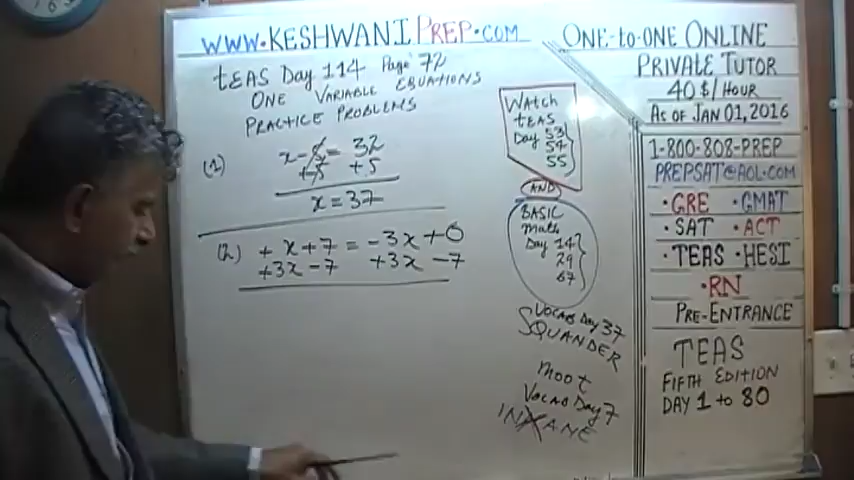 WWW.KESHWANIPREP.COM
TEAS Day 114 Page 72
ONE VARIABLE EQUATIONS
PRACTICE PROBLEMS
(1) x-5 = 32
+5 +5
x = 37
(2) + x + 7 = -3x + 0
+3x - 7 +3x - 7
WATCH
TEAS
Day 53
54
55
AND
BASIC
Math
Day 14
29
67
VOCAB Day 37
SQUANDER
MOOT
VOCAB Day 7
INANE
ONE-TO-ONE ONLINE
PRIVATE TUTOR
40 $/HOUR
AS OF JAN 01, 2016
1-800-808-PREP
PREPSAT@AOL.COM
•GRE •GMAT
•SAT •ACT
•TEAS •HESI
•RN
PRE-ENTRANCE
TEAS
FIFTH EDITION
DAY 1 to 80